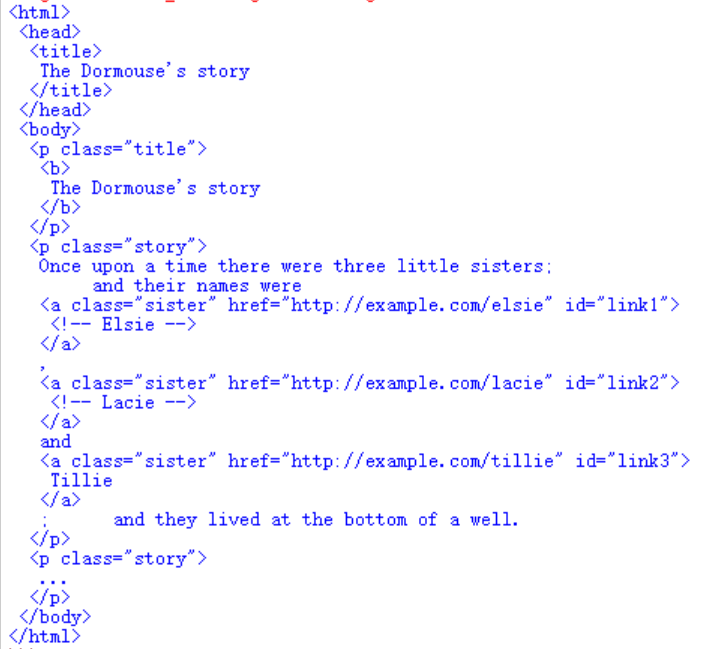 <html>
<head>
<title>
The Dormouse's story
</title>
</head>
<body>
<p class="title">
<b>
The Dormouse's story
</b>
</p>
<p class="story">
Once upon a time there were three little sisters;
and their names were
<a class="sister" href="http://example.com/elsie" id="link1">
<!-- Elsie -->
</a>
,
<a class="sister" href="http://example.com/lacie" id="link2">
<!-- Lacie -->
</a>
and
<a class="sister" href="http://example.com/tillie" id="link3">
Tillie
</a>
; and they lived at the bottom of a well.
</p>
<p class="story">
...
</p>
</body>
</html>